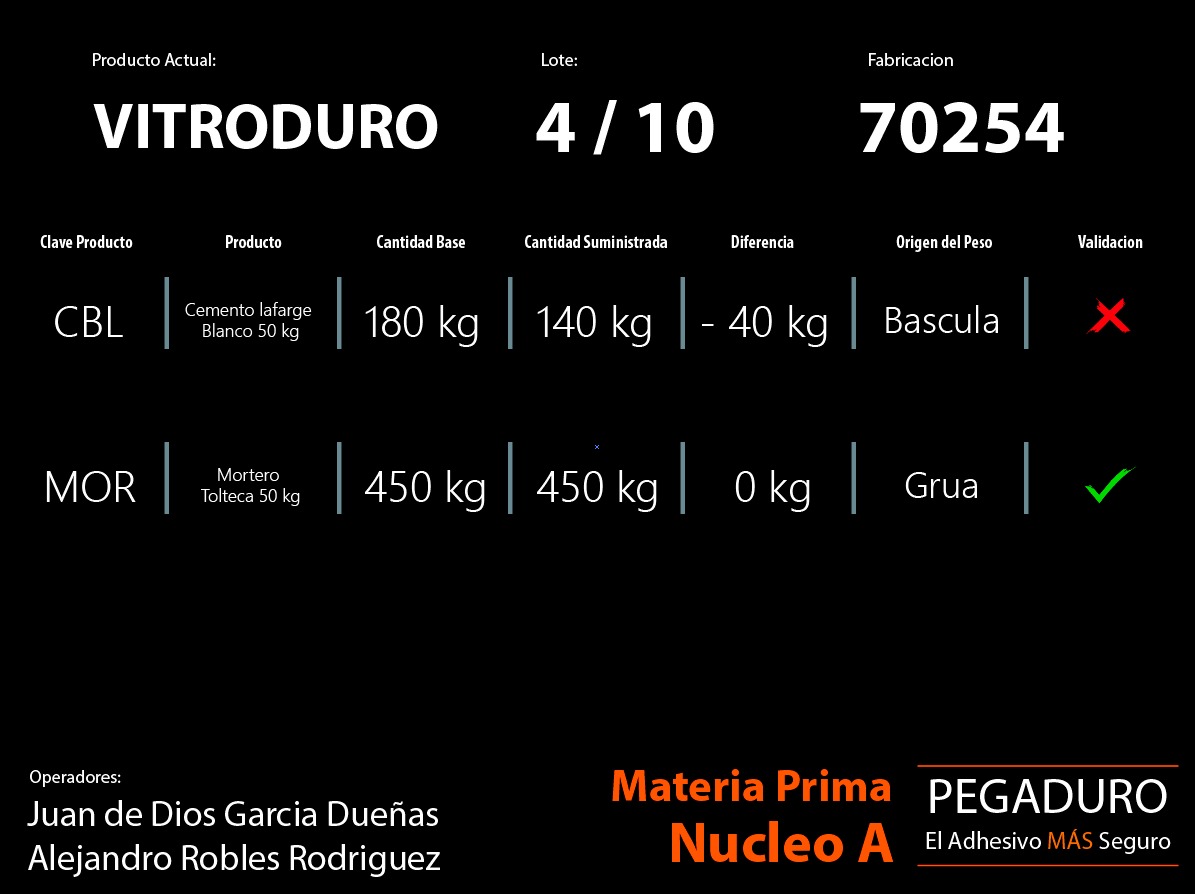 Producto Actual: Lote: Fabricacion
VITRODURO 4 / 10 70254
Clave Producto Producto Cantidad Base Cantidad Suministrada Diferencia Origen del Peso Validacion
CBL Cemento lafarge Blanco 50 kg 180 kg 140 kg - 40 kg Bascula
MOR Mortero Tolteca 50 kg 450 kg 450 kg 0 kg Grua
Operadores:
Juan de Dios Garcia Dueñas
Alejandro Robles Rodriguez
Materia Prima
Nucleo A
PEGADURO
El Adhesivo MÁS Seguro